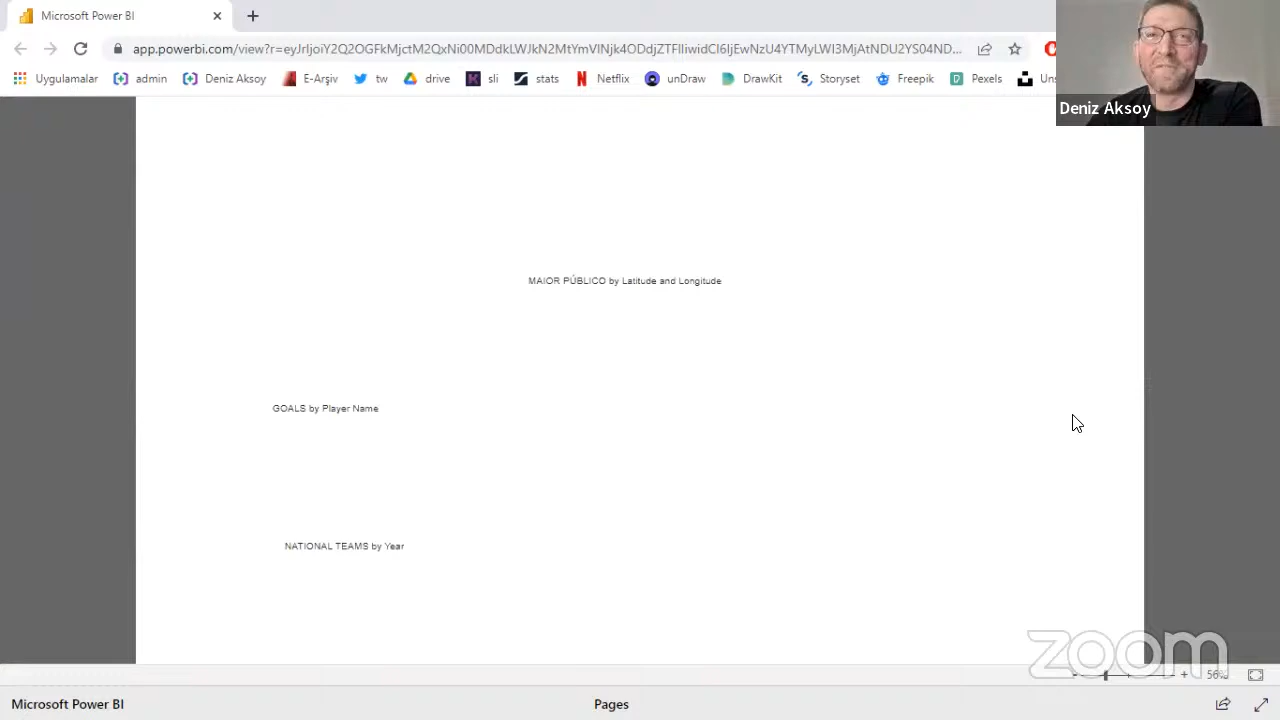 Microsoft Power BI
app.powerbi.com/view?r=eyJrIjoiY2Q2OGFkMjctM2QxNi00MDdkLWJkN2MtYmVlNjk4ODdjZTFlIiwidCI6IjEwNzU4YTMyLWI3MjAtNDU2YS04ND...
Uygulamalar admin Deniz Aksoy E-Arşiv tw drive sli stats Netflix unDraw DrawKit Storyset Freepik Pexels Uns
Deniz Aksoy
MAIOR PÚBLICO by Latitude and Longitude
GOALS by Player Name
NATIONAL TEAMS by Year
zoom
56%
Microsoft Power BI Pages